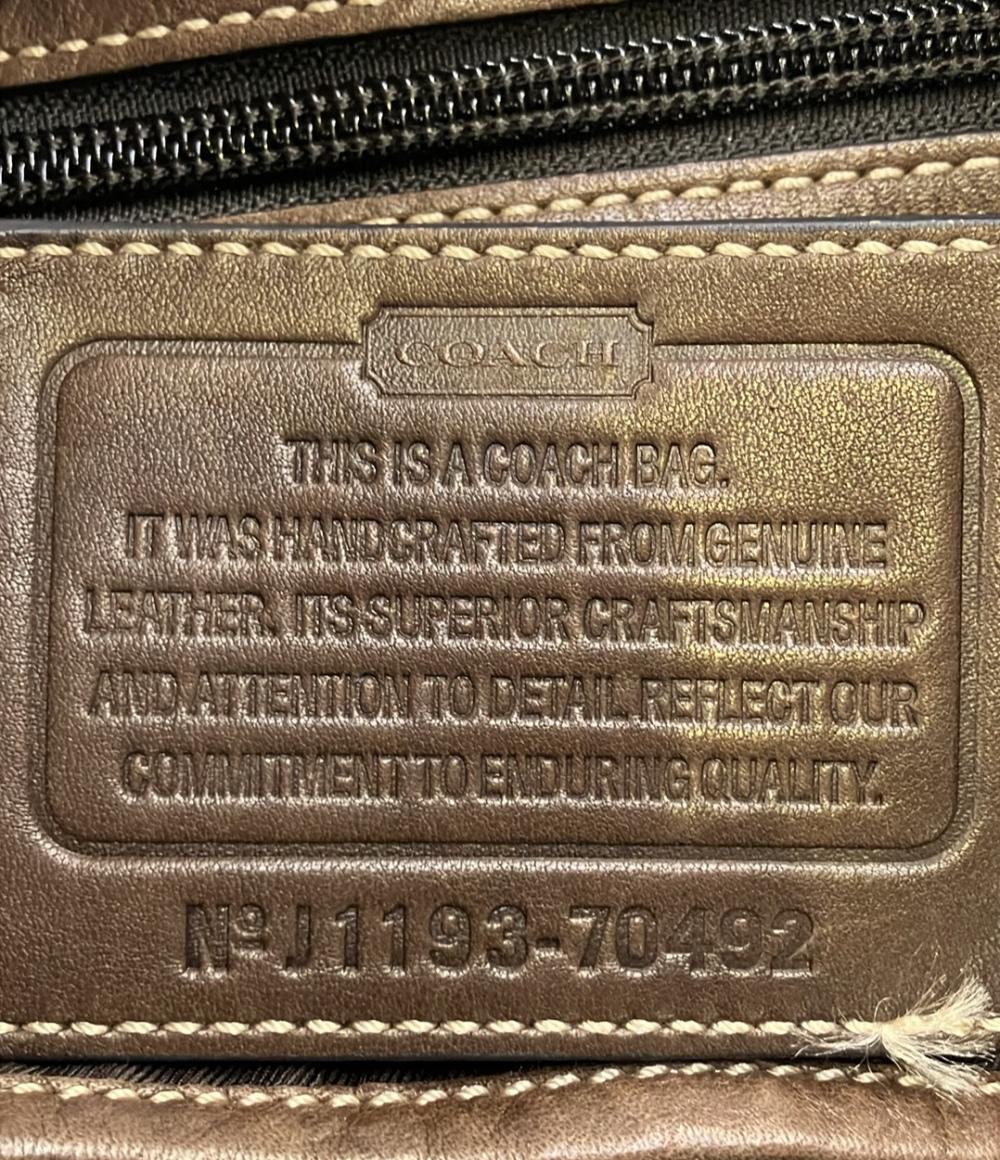 COACH
THIS IS A COACH BAG.
IT WAS HANDCRAFTED FROM GENUINE
LEATHER. ITS SUPERIOR CRAFTSMANSHIP
AND ATTENTION TO DETAIL REFLECT OUR
COMMITMENT TO ENDURING QUALITY.
Nº J1193-70492